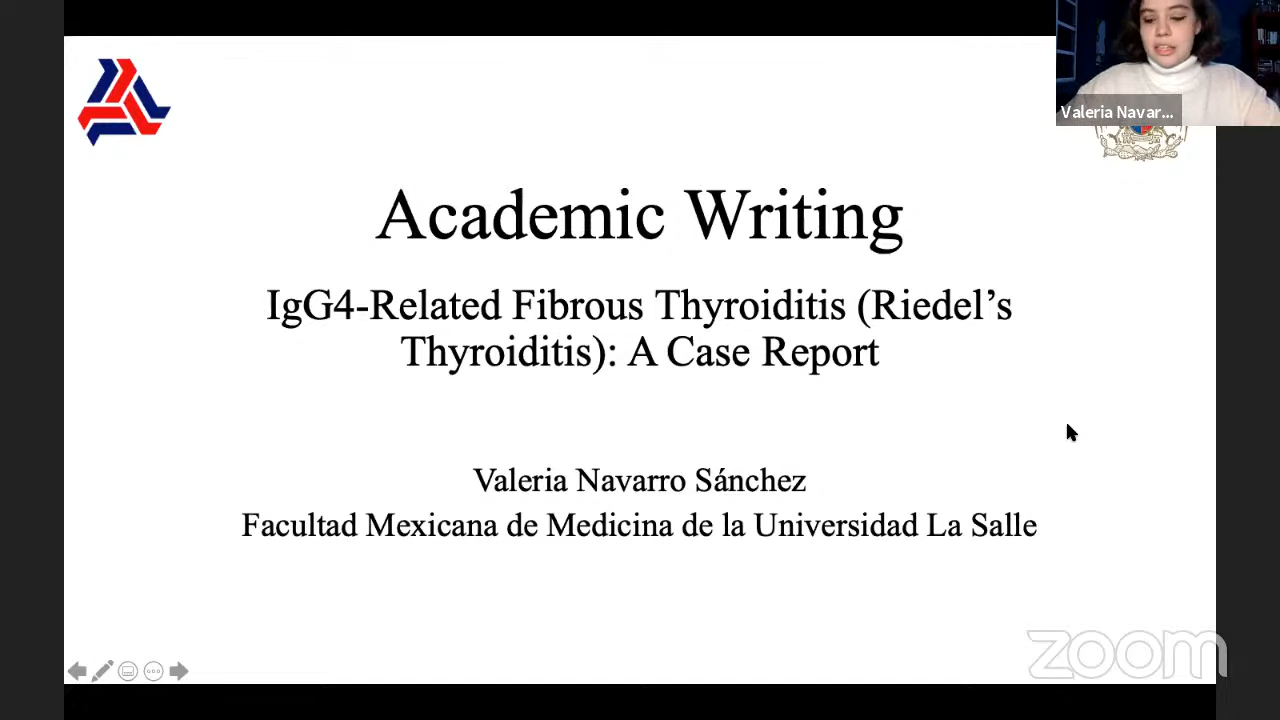 Valeria Navar...
Academic Writing
IgG4-Related Fibrous Thyroiditis (Riedel’s
Thyroiditis): A Case Report
Valeria Navarro Sánchez
Facultad Mexicana de Medicina de la Universidad La Salle
zoom